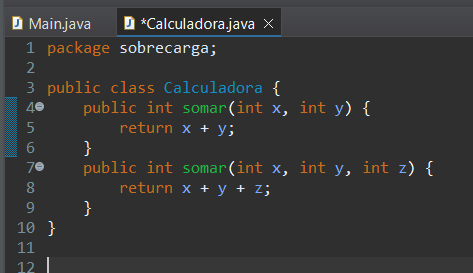 Main.java *Calculadora.java
1 package sobrecarga;
2
3 public class Calculadora {
4 public int somar(int x, int y) {
5 return x + y;
6 }
7 public int somar(int x, int y, int z) {
8 return x + y + z;
9 }
10 }
11
12